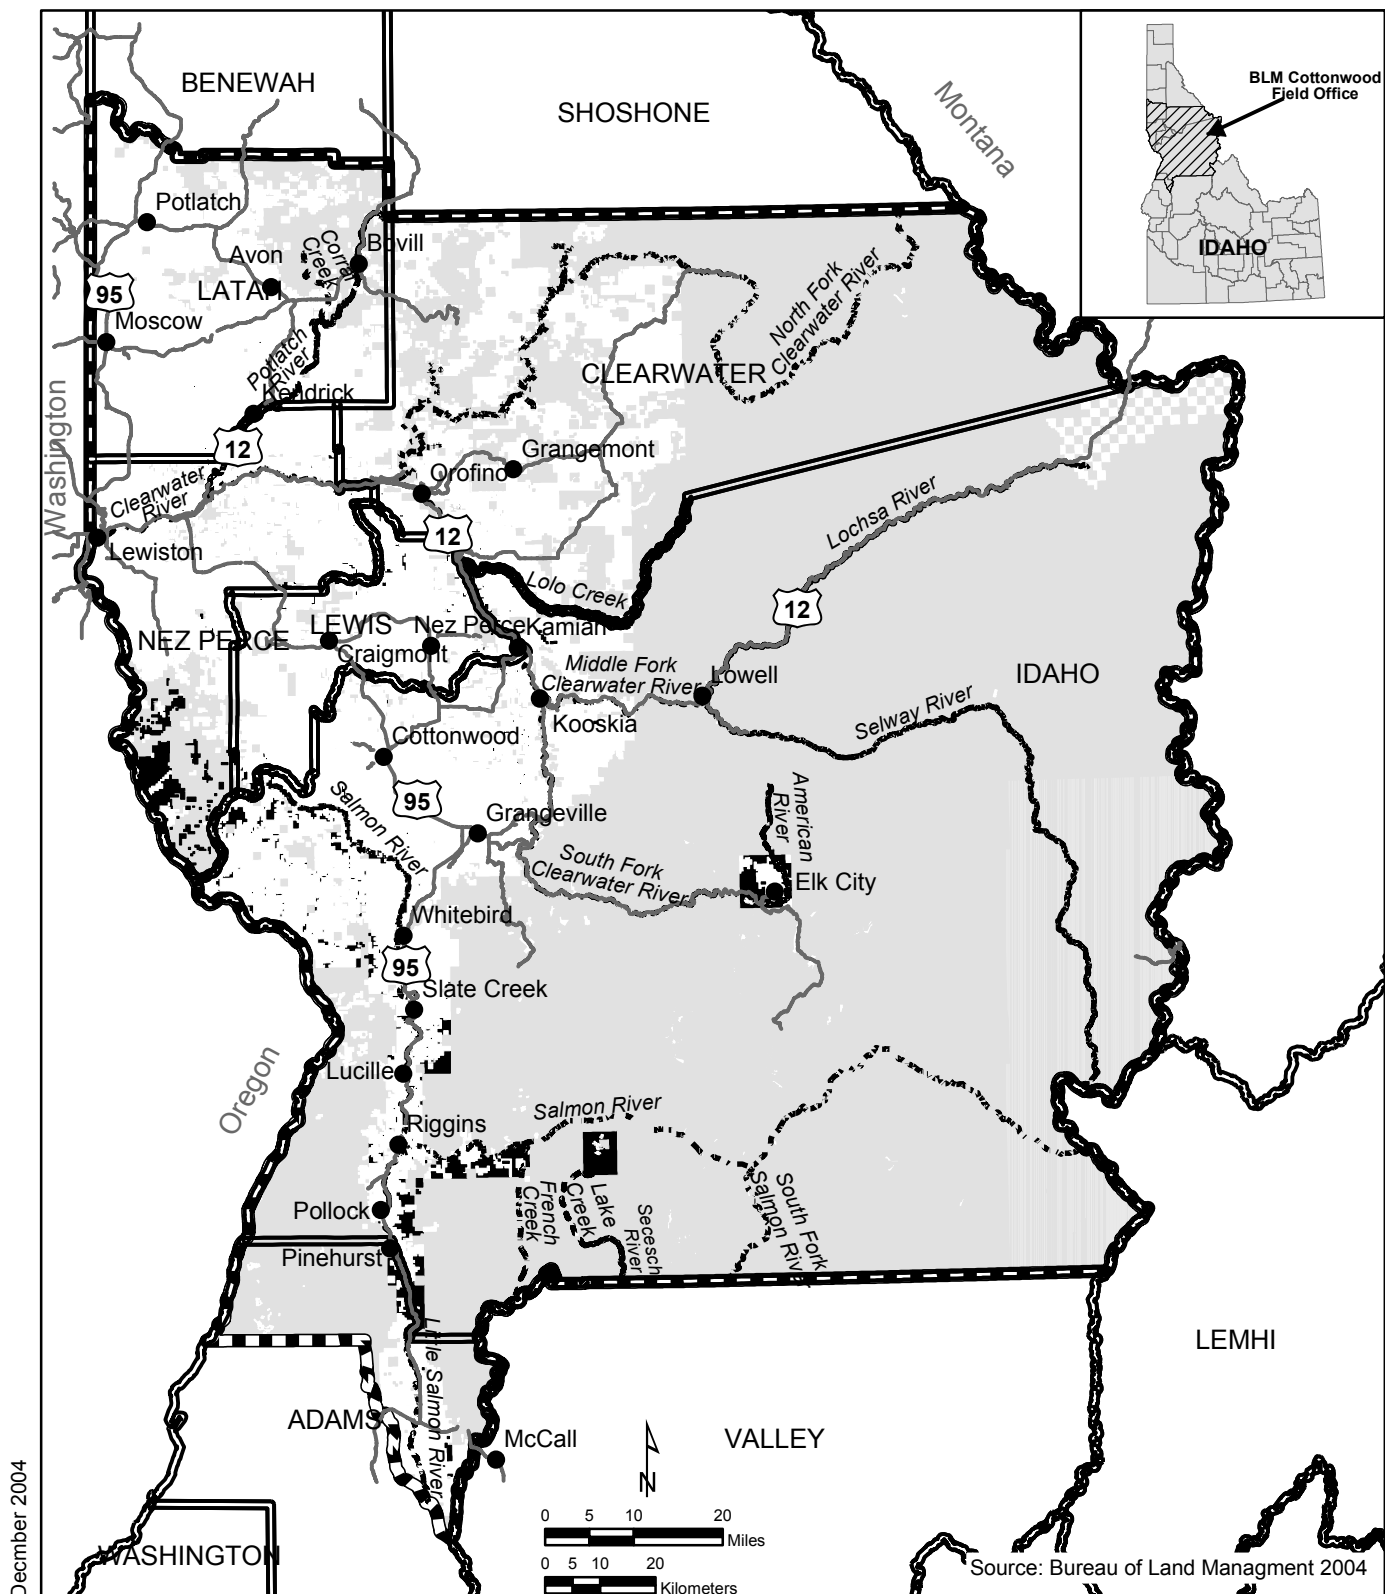 BENEWAH
SHOSHONE
Montana
BLM Cottonwood
Field Office
IDAHO
Potlatch
Avon
Corral
Creek
Bovill
LATAH
95
Moscow
North Fork
Clearwater River
Potlatch
River
CLEARWATER
Kendrick
Washington
12
Grangemont
Orofino
Clearwater
River
Lochsa River
12
Lewiston
Lolo Creek
12
NEZ PERCE
LEWIS
Nez Perce
Kamiah
Craigmont
Middle Fork
Clearwater River
Lowell
IDAHO
Kooskia
Selway River
Cottonwood
95
Salmon River
Grangeville
American
River
South Fork
Clearwater River
Elk City
Whitebird
95
Slate Creek
Oregon
Lucille
Salmon River
Riggins
French
Creek
Lake
Creek
Secesch
River
South Fork
Salmon River
Pollock
Pinehurst
LEMHI
Little Salmon River
ADAMS
McCall
VALLEY
N
0 5 10 20
Miles
0 5 10 20
Kilometers
WASHINGTON
Source: Bureau of Land Managment 2004
Decmber 2004